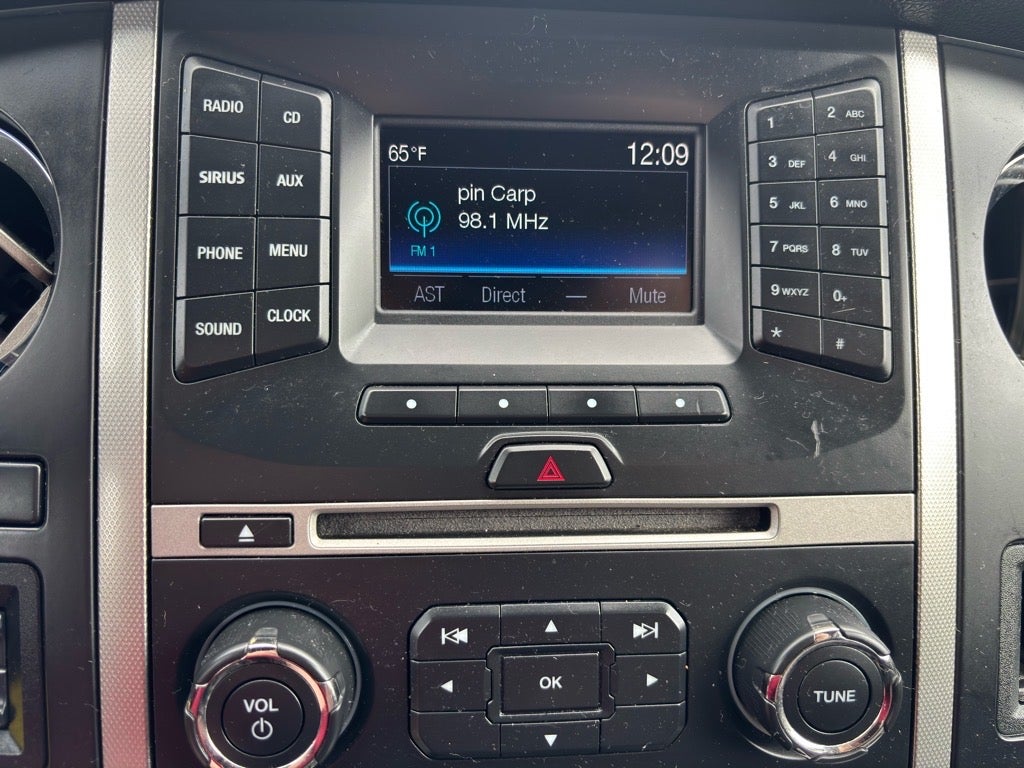 RADIO
CD
SIRIUS
AUX
PHONE
MENU
SOUND
CLOCK
65°F
12:09
pin Carp
98.1 MHz
FM 1
AST Direct — Mute
1
2 ABC
3 DEF
4 GHI
5 JKL
6 MNO
7 PQRS
8 TUV
9 WXYZ
0+
*
#
VOL
OK
TUNE